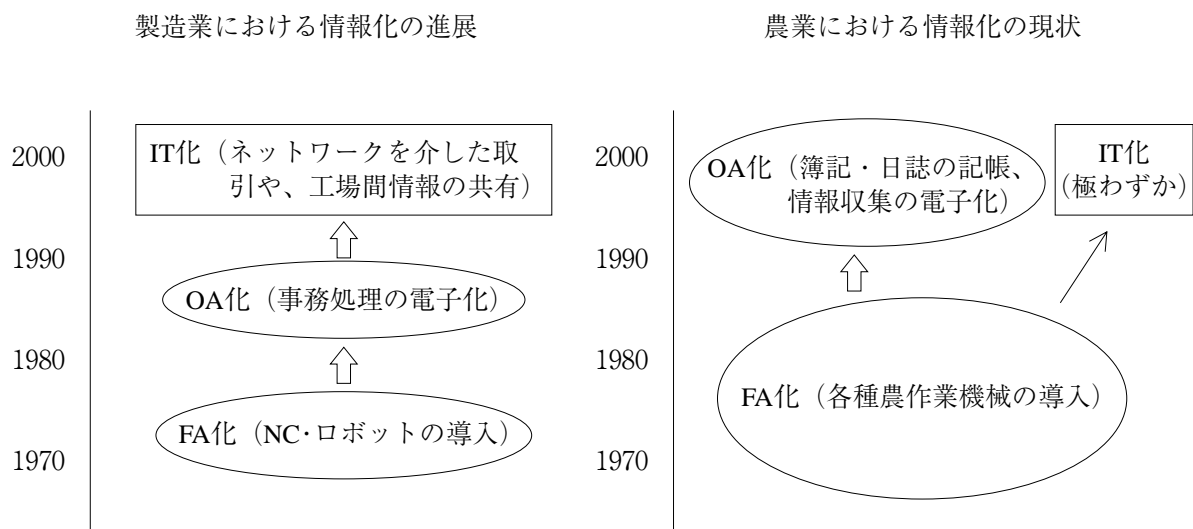 製造業における情報化の進展
2000
IT化（ネットワークを介した取
引や、工場間情報の共有）
1990
OA化（事務処理の電子化）
1980
FA化（NC･ロボットの導入）
1970
農業における情報化の現状
2000
OA化（簿記・日誌の記帳、
情報収集の電子化）
IT化
（極わずか）
1990
1980
FA化（各種農作業機械の導入）
1970